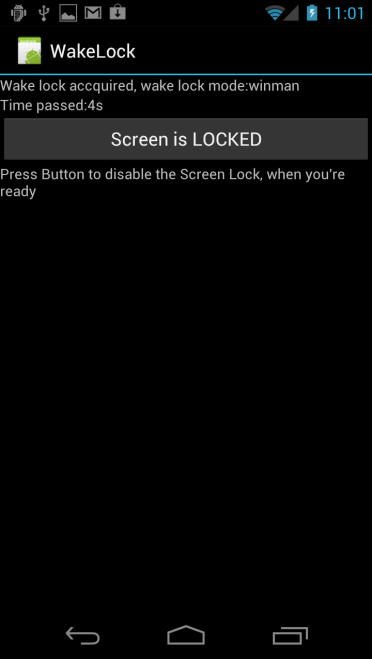 11:01
WakeLock
Wake lock accquired, wake lock mode:winman
Time passed:4s
Screen is LOCKED
Press Button to disable the Screen Lock, when you're
ready